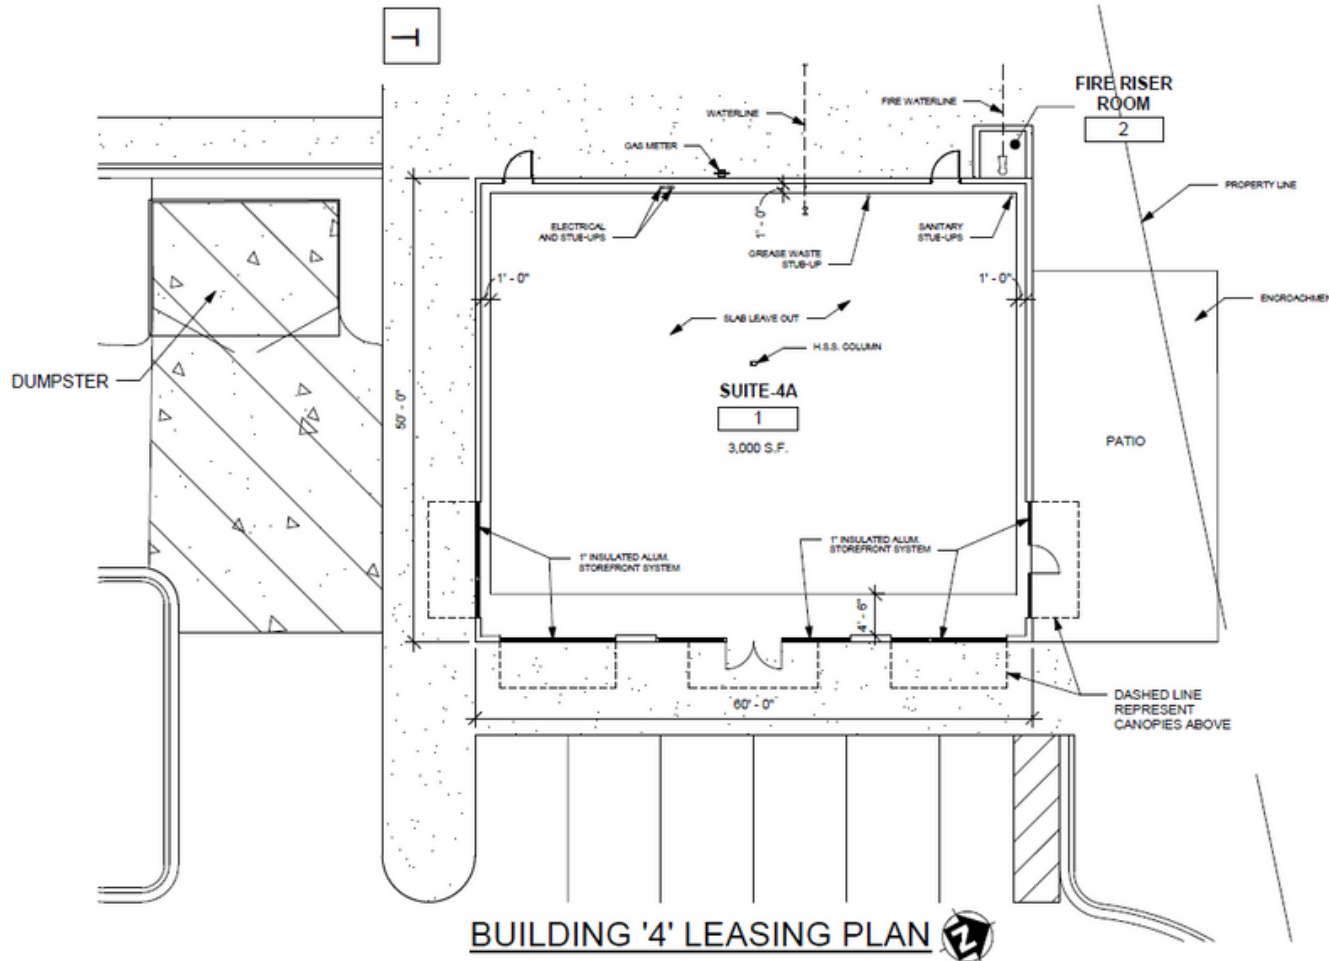 T
FIRE RISER
ROOM
2
WATERLINE
FIRE WATERLINE
GAS METER
PROPERTY LINE
ELECTRICAL
AND STUB-UPS
1' - 0"
GREASE WASTE
STUB-UP
SANITARY
STUB-UPS
1' - 0"
1' - 0"
ENCROACHMEN
SLAB LEAVE OUT
H.S.S. COLUMN
DUMPSTER
SUITE-4A
1
3,000 S.F.
50' - 0"
PATIO
1" INSULATED ALUM.
STOREFRONT SYSTEM
1" INSULATED ALUM.
STOREFRONT SYSTEM
4' - 6"
60' - 0"
DASHED LINE
REPRESENT
CANOPIES ABOVE
BUILDING '4' LEASING PLAN
N